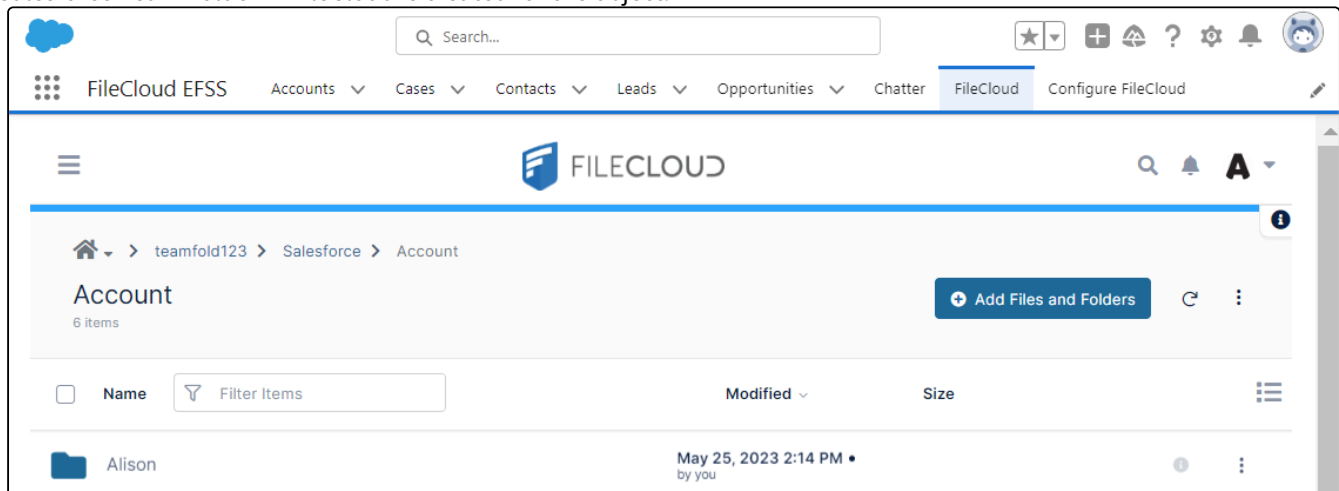 Search...
FileCloud EFSS Accounts Cases Contacts Leads Opportunities Chatter FileCloud Configure FileCloud
FILECLOUD
A
teamfold123 > Salesforce > Account
Account
6 items
Add Files and Folders
Name Filter Items Modified Size
Alison May 25, 2023 2:14 PM •
by you